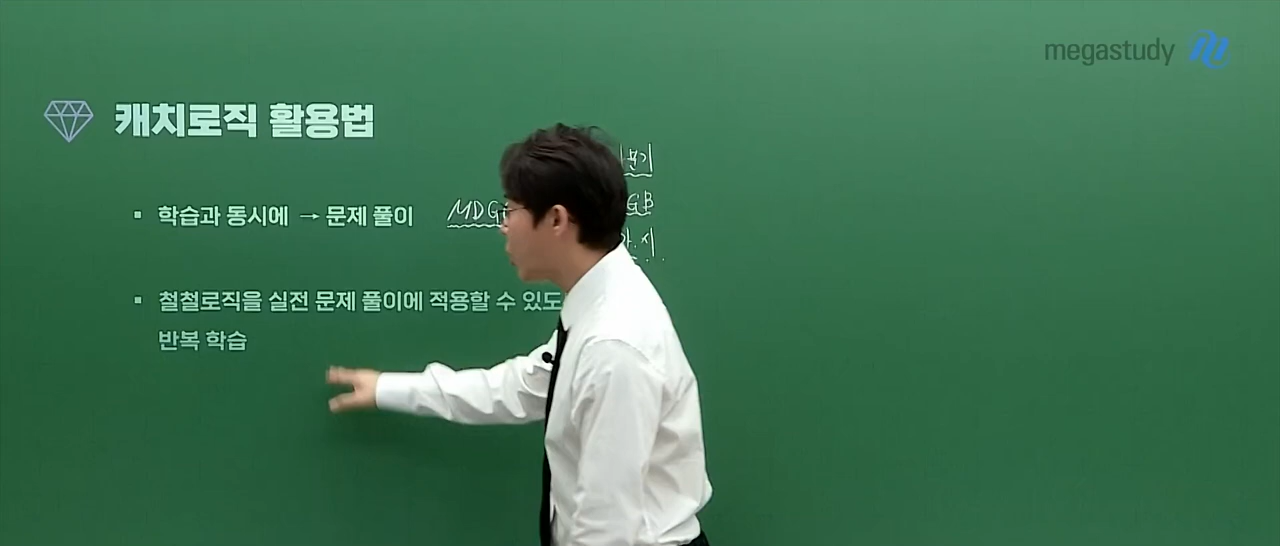 megastudy
캐치로직 활용법
학습과 동시에 → 문제 풀이
MDG
GB
철철로직을 실전 문제 풀이에 적용할 수 있도
반복 학습